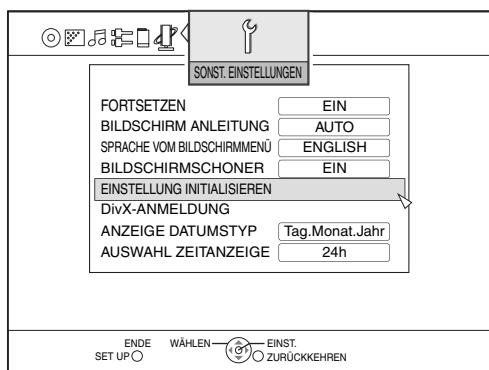 SONST. EINSTELLUNGEN
FORTSETZEN EIN
BILDSCHIRM ANLEITUNG AUTO
SPRACHE VOM BILDSCHIRMMENÜ ENGLISH
BILDSCHIRMSCHONER EIN
EINSTELLUNG INITIALISIEREN
DivX-ANMELDUNG
ANZEIGE DATUMSTYP Tag.Monat.Jahr
AUSWAHL ZEITANZEIGE 24h
ENDE WÄHLEN EINST.
SET UP ZURÜCKKEHREN